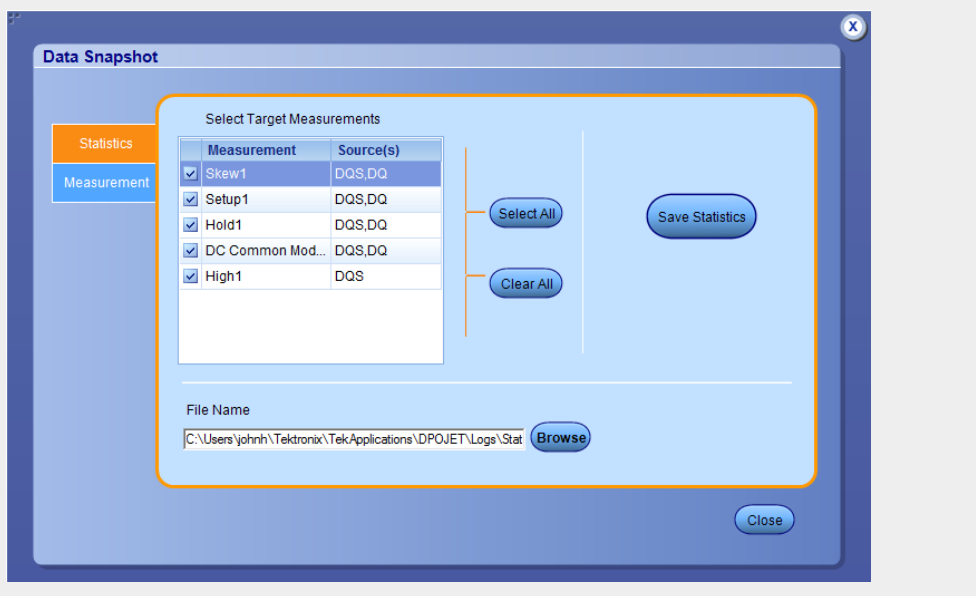 X
Data Snapshot
Statistics
Measurement
Select Target Measurements
Measurement Source(s)
Skew1 DQS,DQ
Setup1 DQS,DQ
Hold1 DQS,DQ
DC Common Mod... DQS,DQ
High1 DQS
Select All
Clear All
Save Statistics
File Name
C:\Users\johnh\Tektronix\TekApplications\DPOJET\Logs\Stat
Browse
Close